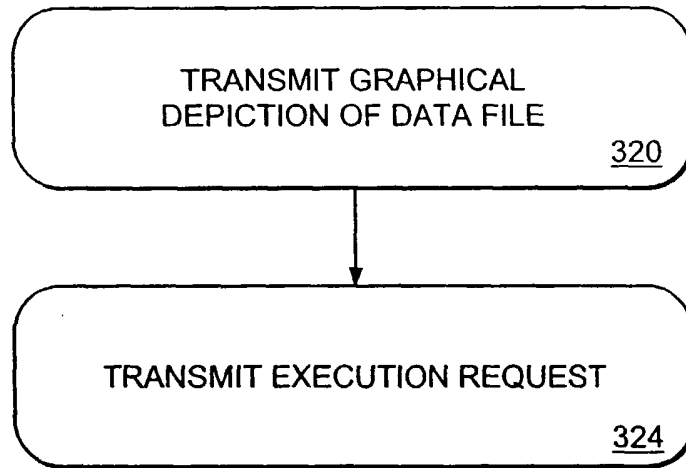 TRANSMIT GRAPHICAL
DEPICTION OF DATA FILE
320
TRANSMIT EXECUTION REQUEST
324